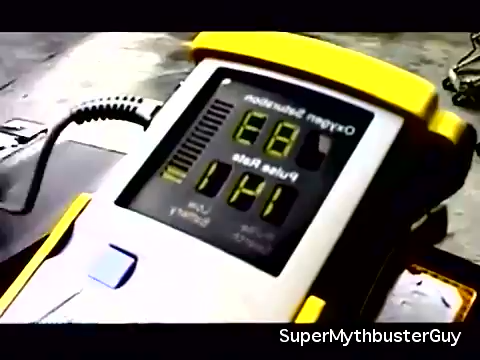 Oxygen Saturation
83
Pulse Rate
141
Low
Battery
SuperMythbusterGuy